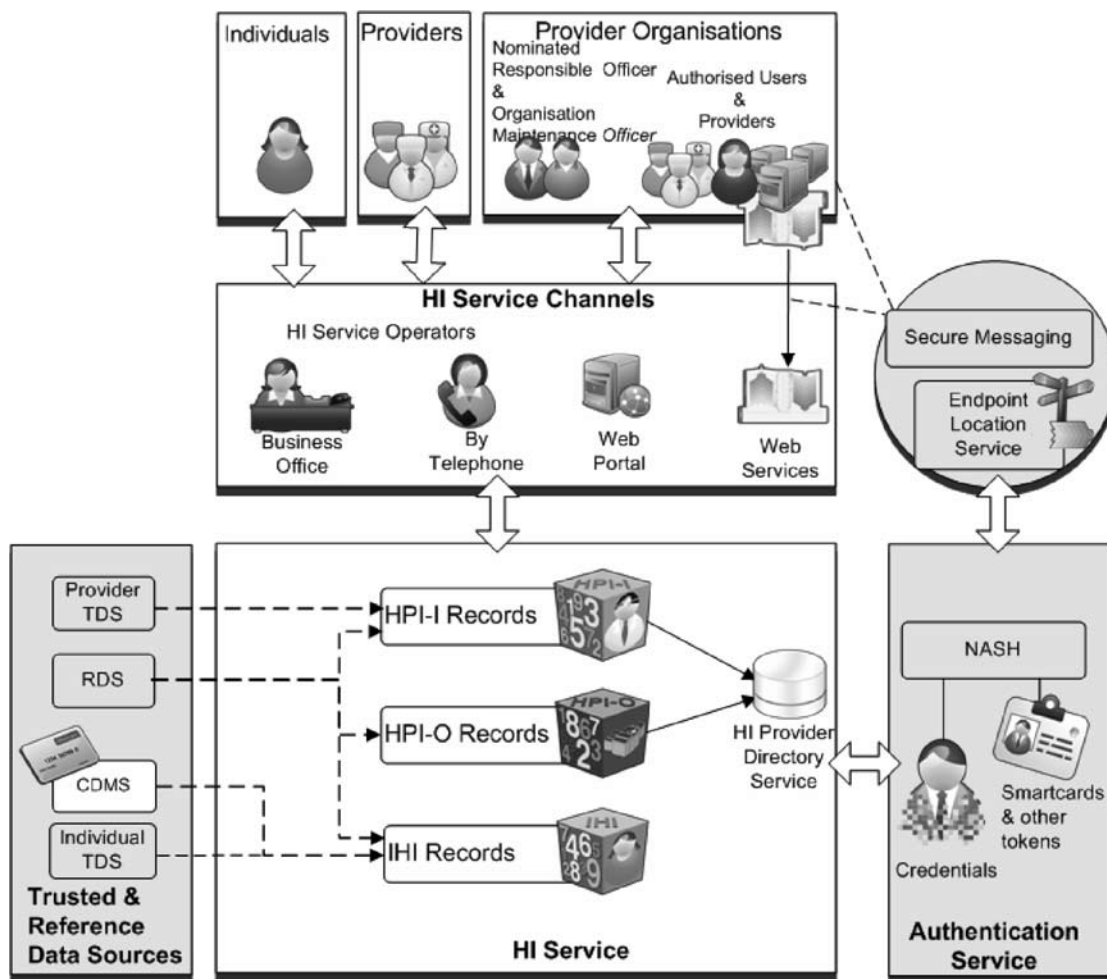 Individuals
Providers
Provider Organisations
Nominated
Responsible Officer
&
Organisation
Maintenance Officer
Authorised Users
&
Providers
HI Service Channels
HI Service Operators
Business
Office
By
Telephone
Web
Portal
Web
Services
Secure Messaging
Endpoint
Location
Service
Provider
TDS
RDS
CDMS
Individual
TDS
Trusted &
Reference
Data Sources
HPI-I Records
HPI-I
HPI-O Records
HPI-O
IHI Records
IHI
HI Provider
Directory
Service
HI Service
NASH
Smartcards
& other
tokens
Credentials
Authentication
Service